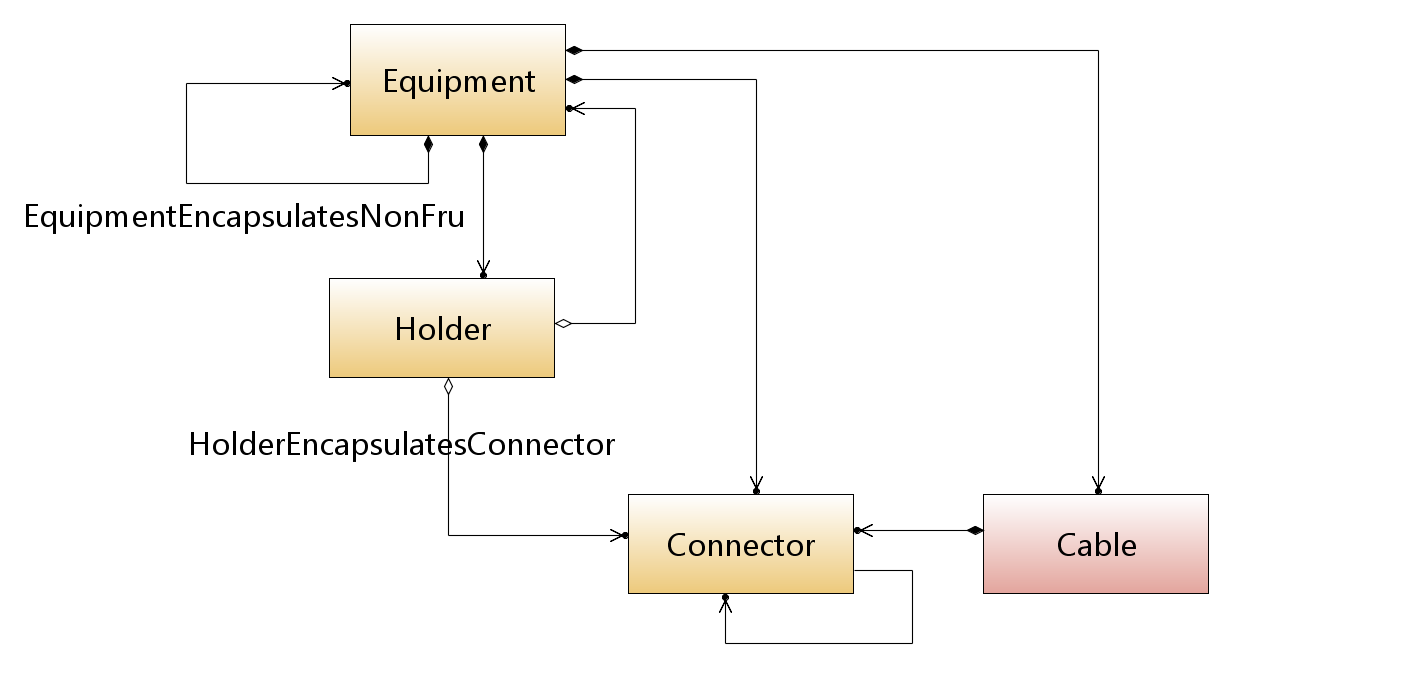 Equipment
EquipmentEncapsulatesNonFru
Holder
HolderEncapsulatesConnector
Connector
Cable